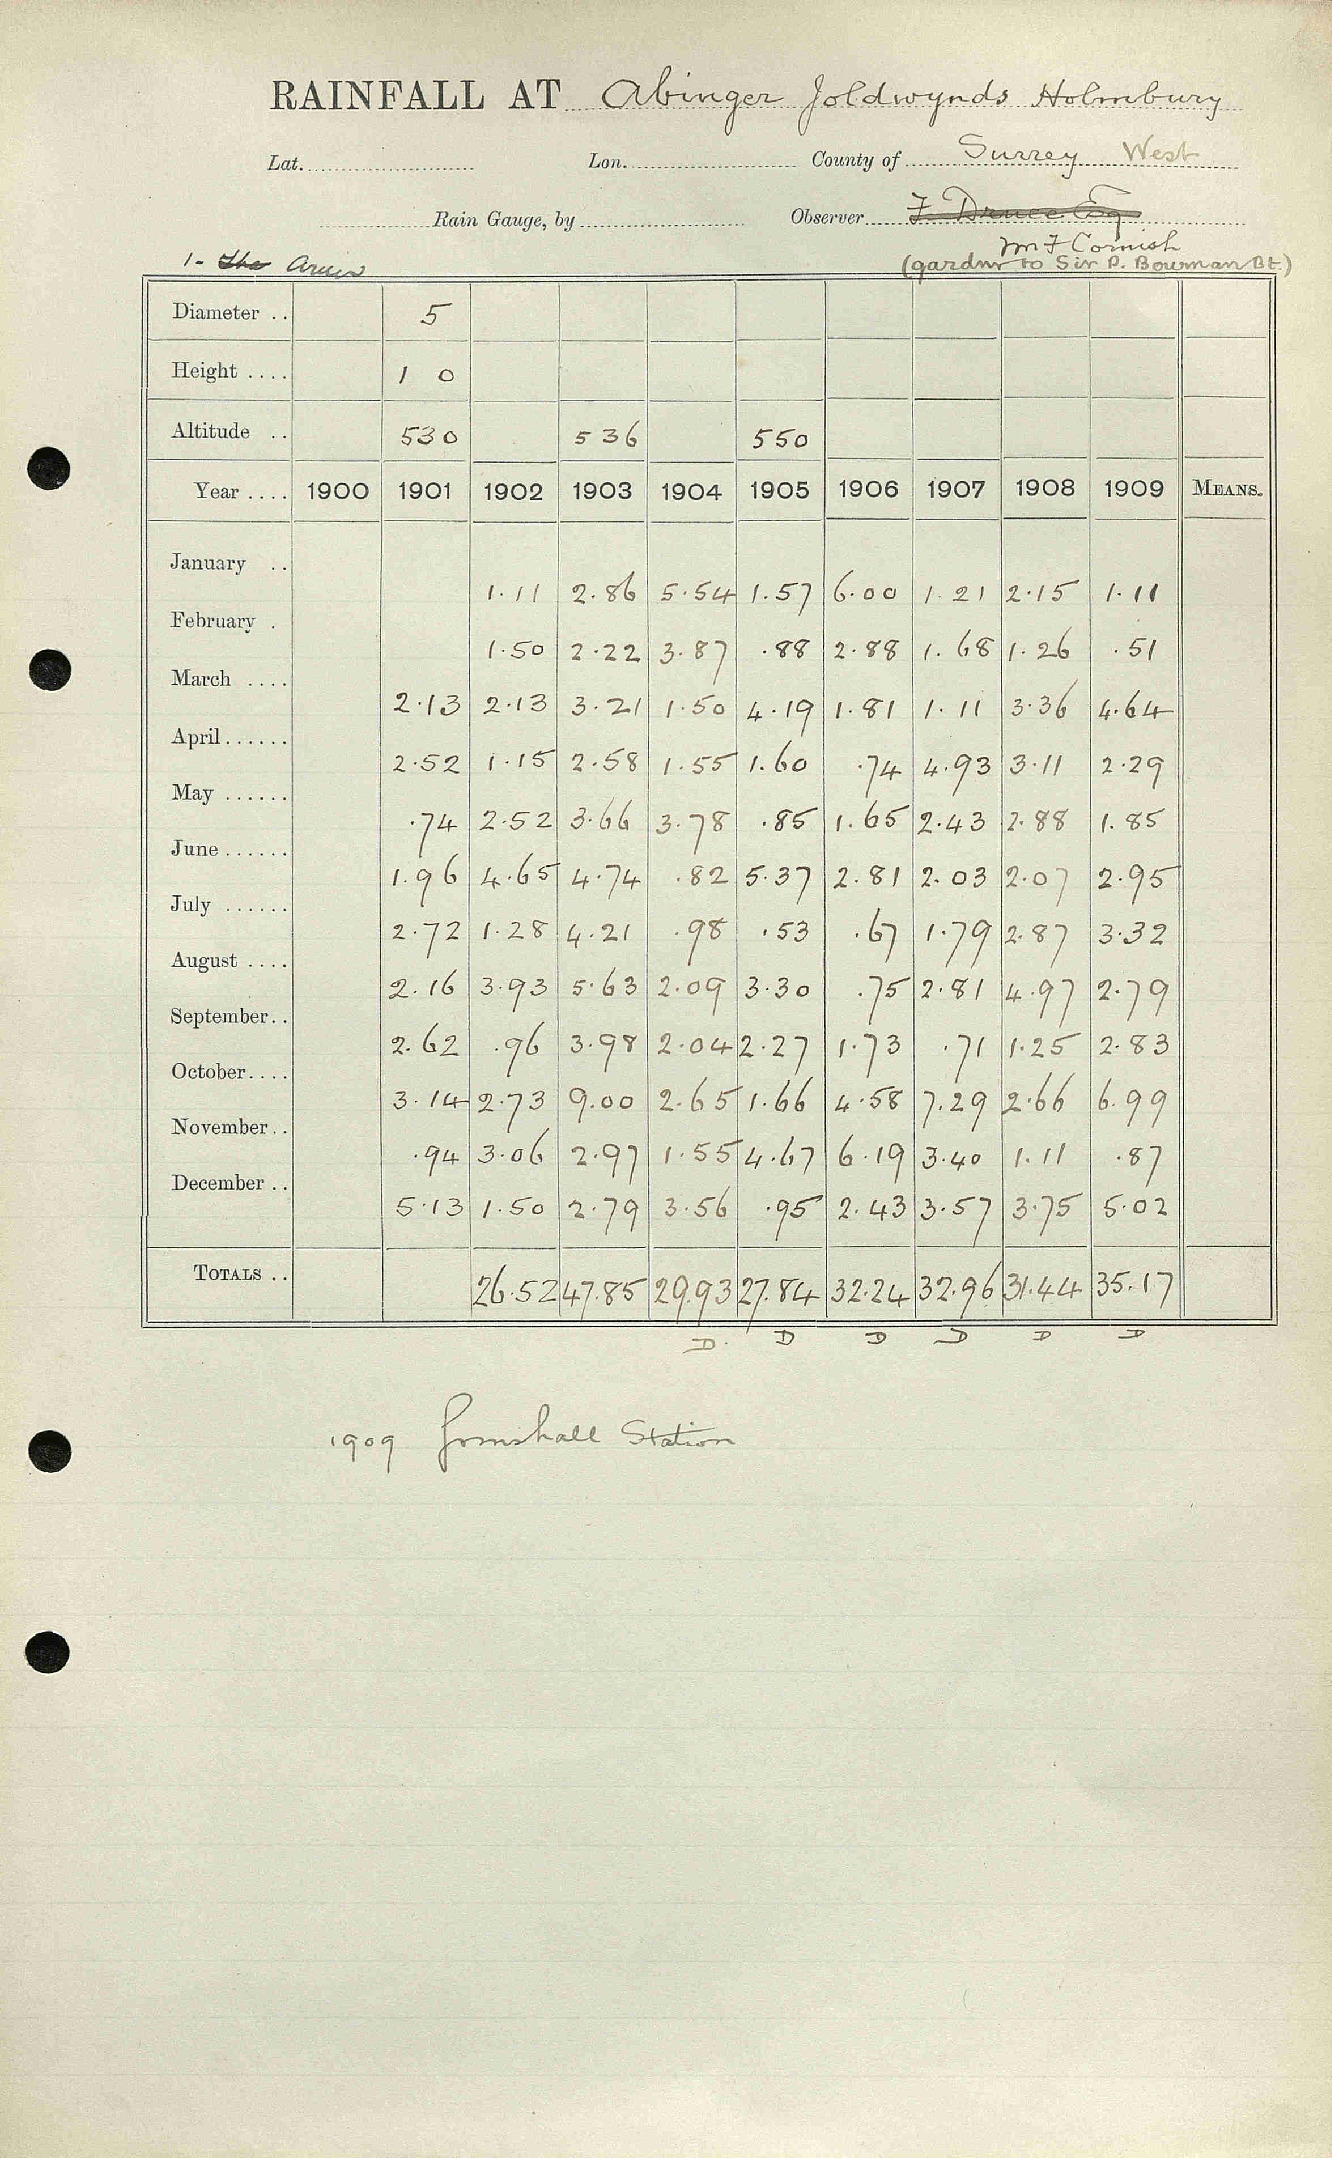 RAINFALL AT Abinger Joldwynds Holmbury
Lat. Lon. County of Surrey West
Rain Gauge, by Observer F Druce Esq
Mr F Cornish
1- the (gardnr to Sir P. Bowman Bt.)
Diameter .. 5
Height .... 1 0
Altitude .. 530 536 550
Year .... 1900 1901 1902 1903 1904 1905 1906 1907 1908 1909 MEANS.
January .. 1.11 2.86 5.54 1.57 6.00 1.21 2.15 1.11
February . 1.50 2.22 3.87 .88 2.88 1.68 1.26 .51
March .... 2.13 2.13 3.21 1.50 4.19 1.81 1.11 3.36 4.64
April...... 2.52 1.15 2.58 1.55 1.60 .74 4.93 3.11 2.29
May ...... .74 2.52 3.66 3.78 .85 1.65 2.43 2.88 1.85
June...... 1.96 4.65 4.74 .82 5.37 2.81 2.03 2.07 2.95
July ...... 2.72 1.28 4.21 .98 .53 .67 1.79 2.87 3.32
August .... 2.16 3.93 5.63 2.09 3.30 .75 2.81 4.97 2.79
September.. 2.62 .96 3.98 2.04 2.27 1.73 .71 1.25 2.83
October.... 3.14 2.73 9.00 2.65 1.66 4.58 7.29 2.66 6.99
November.. .94 3.06 2.97 1.55 4.67 6.19 3.40 1.11 .87
December .. 5.13 1.50 2.79 3.56 .95 2.43 3.57 3.75 5.02
TOTALS .. 26.52 47.85 29.93 27.84 32.24 32.96 31.44 35.17
D. D D D D D
1909 Gomshall Station